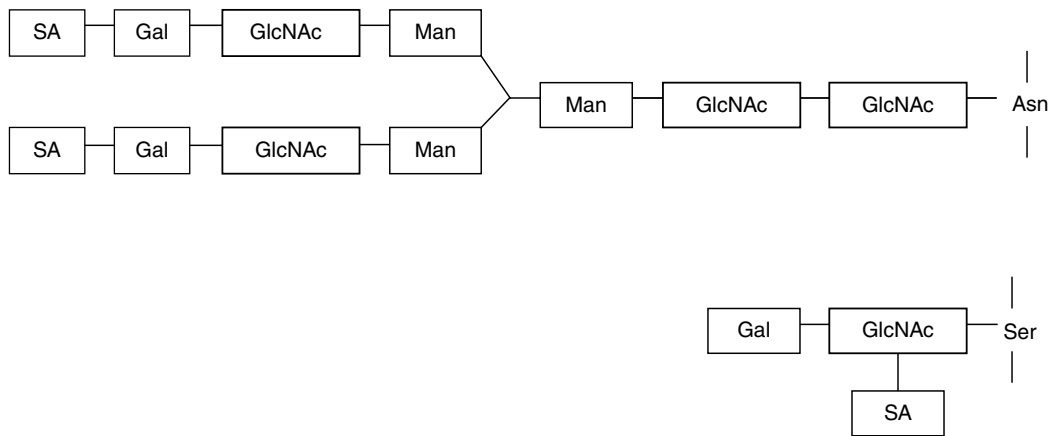 SA Gal GlcNAc Man
Man GlcNAc GlcNAc Asn
SA Gal GlcNAc Man
Gal GlcNAc Ser
SA